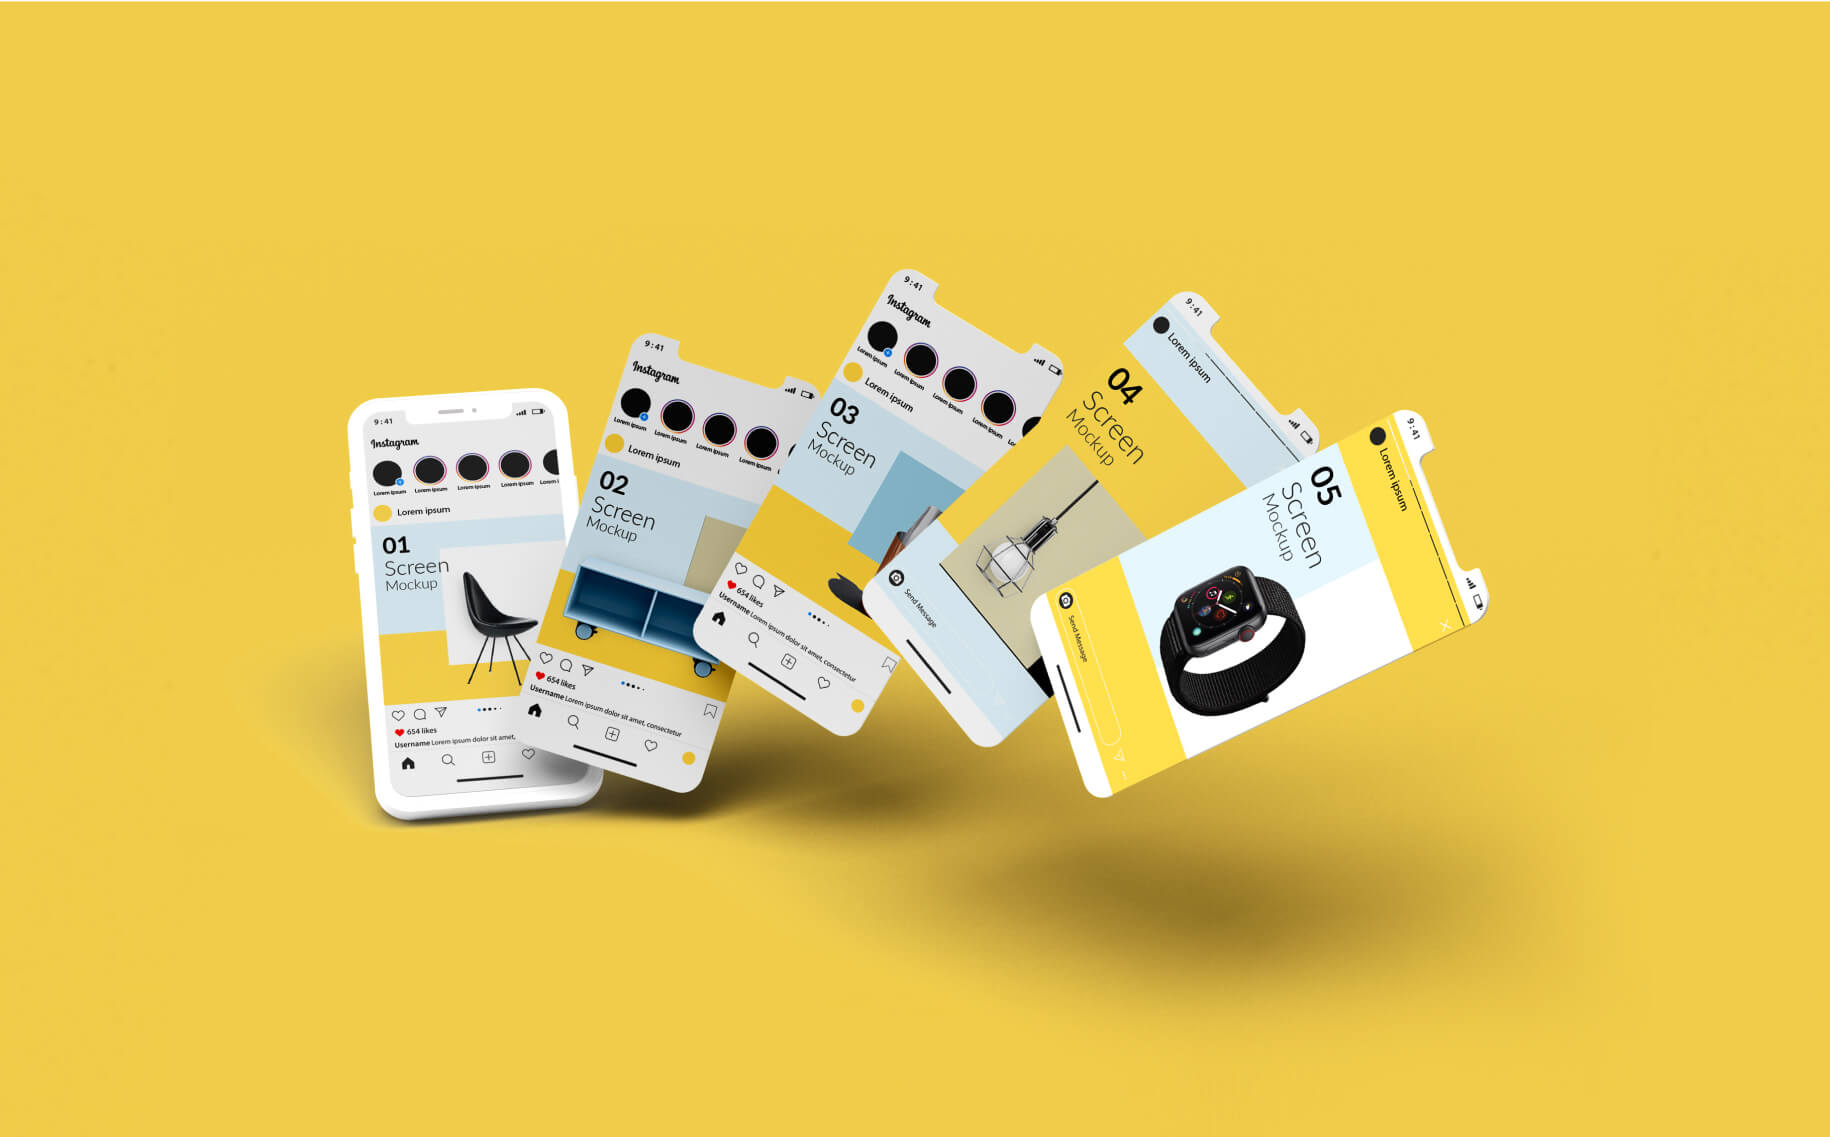 9:41
Instagram
Lorem ipsum Lorem ipsum Lorem ipsum Lorem ipsum Lorem i
Lorem ipsum
01
Screen
Mockup
654 likes
Username Lorem ipsum dolor sit amet,
9:41
Instagram
Lorem ipsum Lorem ipsum Lorem ipsum Lorem ipsum L
Lorem ipsum
02
Screen
Mockup
654 likes
Username Lorem ipsum dolor sit amet, consectetur
9:41
Instagram
Lorem ipsum Lorem ipsum Lorem ipsum Lorem ipsum Lo
Lorem ipsum
03
Screen
Mockup
654 likes
Username Lorem ipsum dolor sit amet, consectetur
9:41
Lorem ipsum
04
Screen
Mockup
Send Message
9:41
Lorem ipsum
05
Screen
Mockup
Send Message